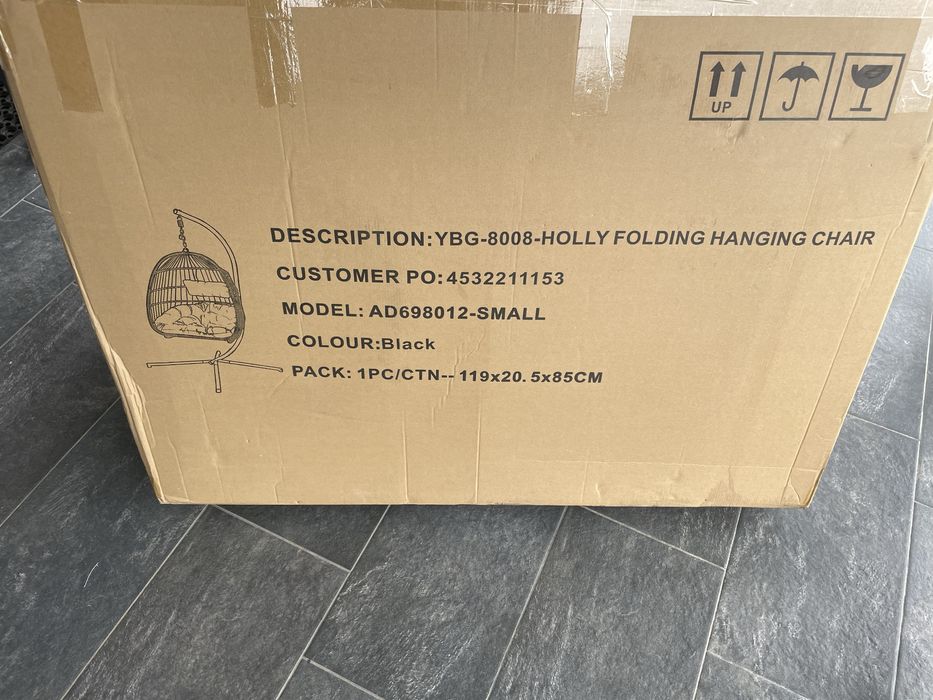 UP
DESCRIPTION:YBG-8008-HOLLY FOLDING HANGING CHAIR
CUSTOMER PO:4532211153
MODEL: AD698012-SMALL
COLOUR:Black
PACK: 1PC/CTN--119x20.5x85CM